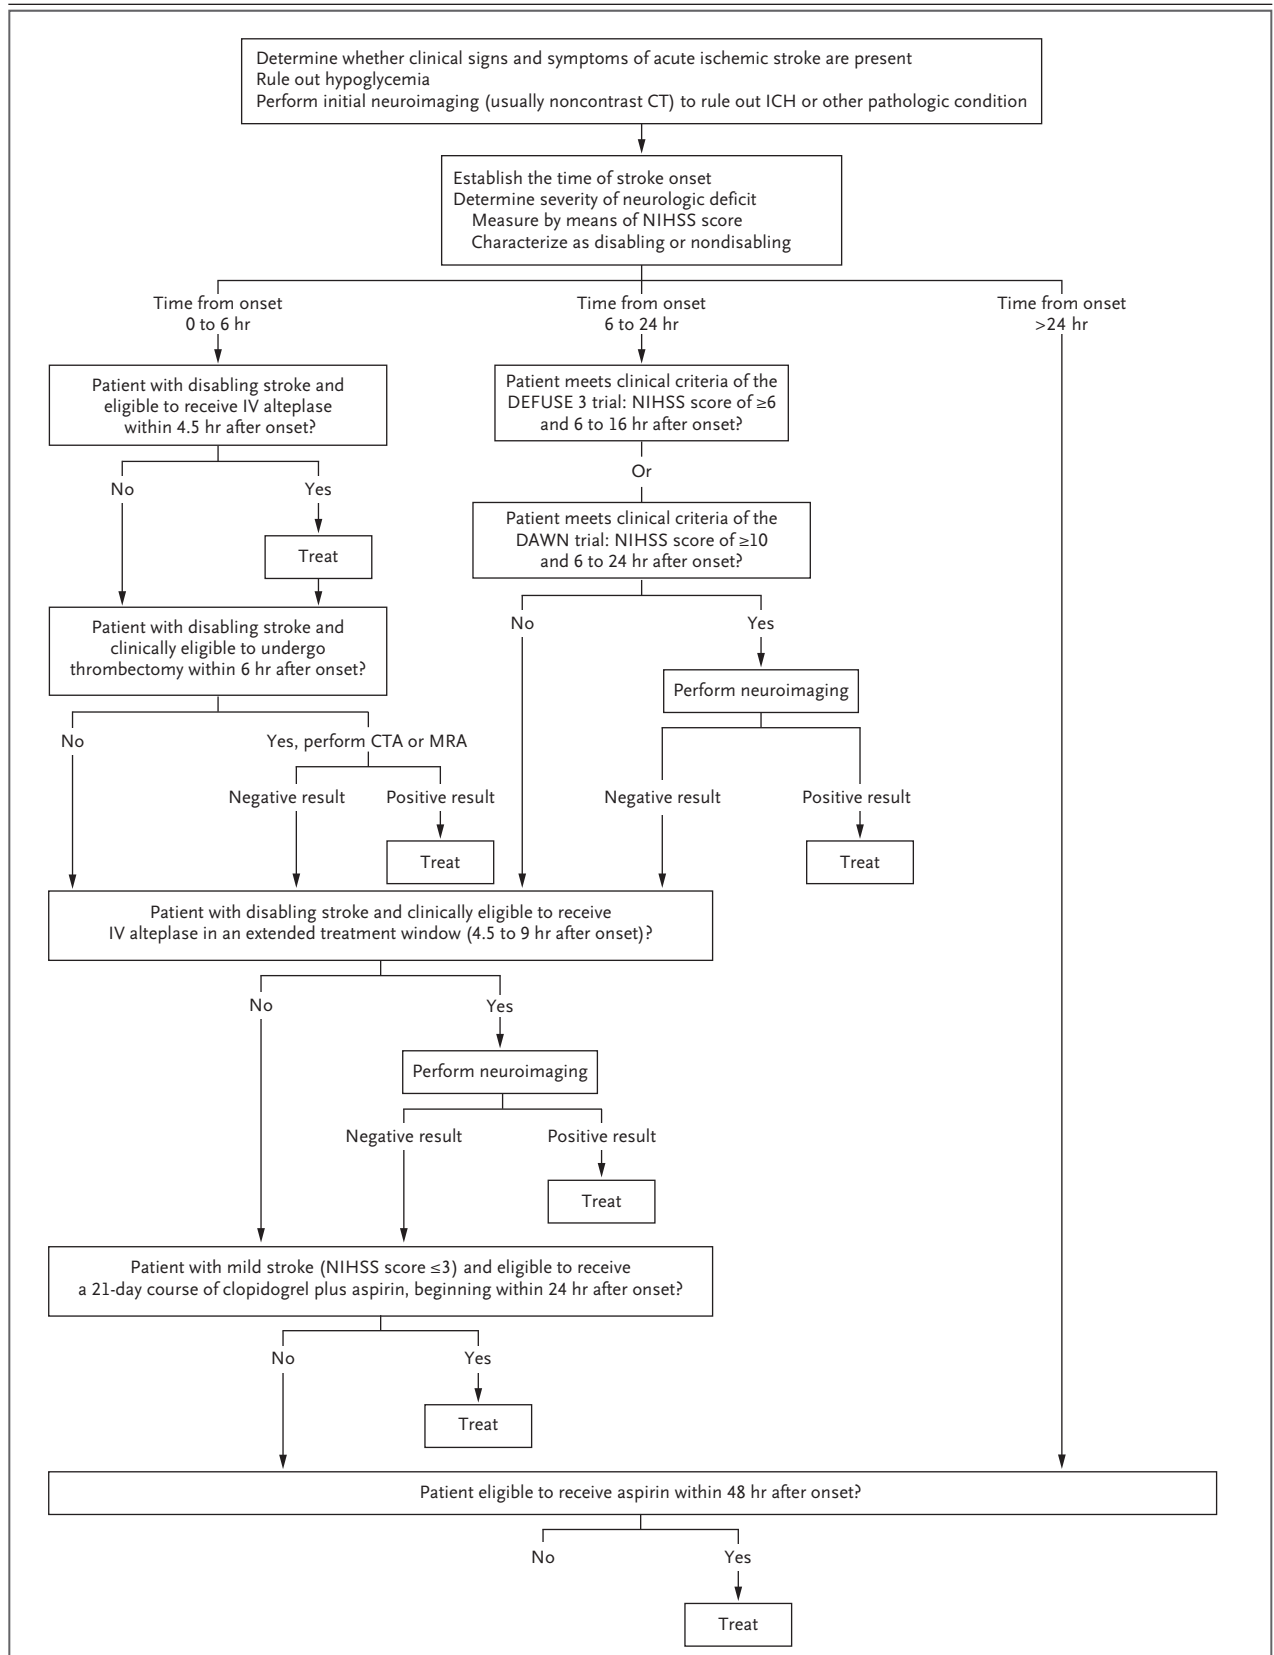 Determine whether clinical signs and symptoms of acute ischemic stroke are present
Rule out hypoglycemia
Perform initial neuroimaging (usually noncontrast CT) to rule out ICH or other pathologic condition
Establish the time of stroke onset
Determine severity of neurologic deficit
Measure by means of NIHSS score
Characterize as disabling or nondisabling
Time from onset
0 to 6 hr
Time from onset
6 to 24 hr
Time from onset
>24 hr
Patient with disabling stroke and
eligible to receive IV alteplase
within 4.5 hr after onset?
Patient meets clinical criteria of the
DEFUSE 3 trial: NIHSS score of ≥6
and 6 to 16 hr after onset?
Or
No
Yes
Treat
Patient meets clinical criteria of the
DAWN trial: NIHSS score of ≥10
and 6 to 24 hr after onset?
Patient with disabling stroke and
clinically eligible to undergo
thrombectomy within 6 hr after onset?
No
Yes
Perform neuroimaging
No
Yes, perform CTA or MRA
Negative result
Positive result
Negative result
Positive result
Treat
Treat
Patient with disabling stroke and clinically eligible to receive
IV alteplase in an extended treatment window (4.5 to 9 hr after onset)?
No
Yes
Perform neuroimaging
Negative result
Positive result
Treat
Patient with mild stroke (NIHSS score ≤3) and eligible to receive
a 21-day course of clopidogrel plus aspirin, beginning within 24 hr after onset?
No
Yes
Treat
Patient eligible to receive aspirin within 48 hr after onset?
No
Yes
Treat